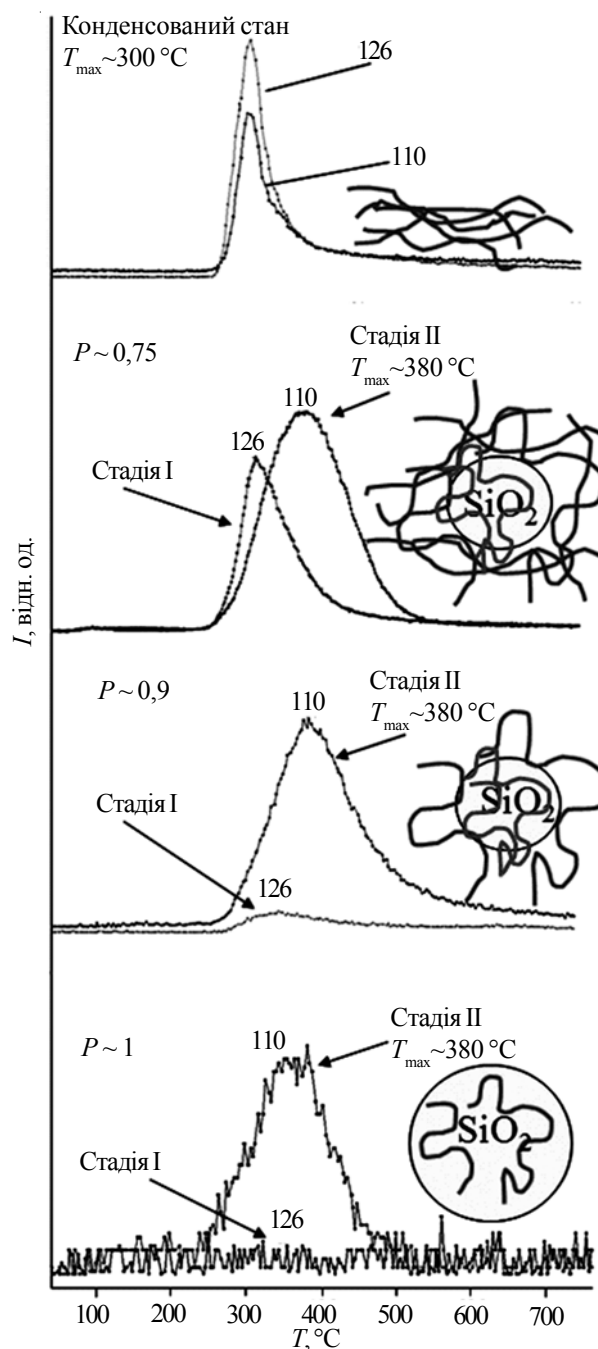 Конденсований стан
T_max~300 °C
126
110
P ~ 0,75
Стадія II
T_max~380 °C
110
126
Стадія I
SiO₂
I, відн. од.
P ~ 0,9
Стадія II
T_max~380 °C
110
Стадія I
126
SiO₂
P ~ 1
Стадія II
T_max~380 °C
110
Стадія I
126
SiO₂
100 200 300 400 500 600 700
T, °C